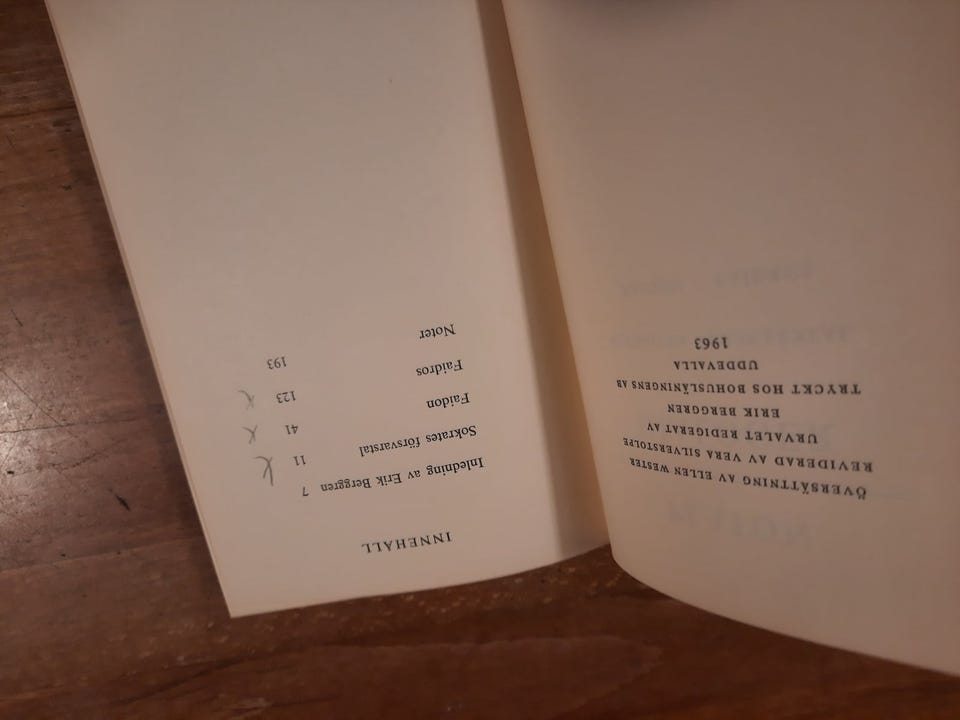 ÖVERSÄTTNING AV ELLEN WESTER
REVIDERAD AV VERA SILVERSTOLPE
URVALET REDIGERAT AV
ERIK BERGGREN
TRYCKT HOS BOHUSLÄNINGENS AB
UDDEVALLA
1963
INNEHÅLL
Inledning av Erik Berggren 7
Sokrates försvarstal 11
Faidon 41
Faidros 123
Noter 193